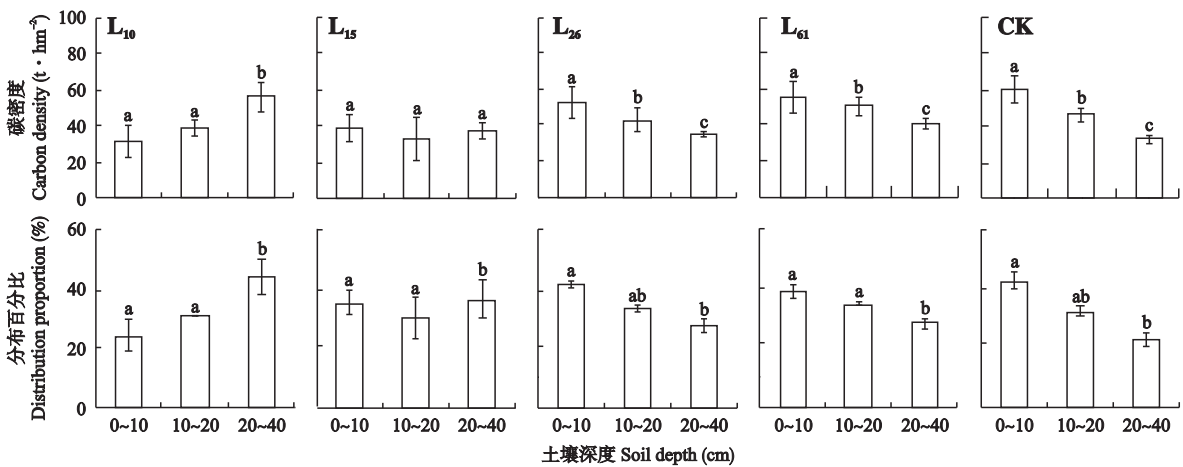 碳密度
Carbon density (t·hm⁻²)
100
80
60
40
20
0
L₁₀
a
a
b
L₁₅
a
a
a
L₂₆
a
b
c
L₆₁
a
b
c
CK
a
b
c
分布百分比
Distribution proportion (%)
60
40
20
0
a
a
b
a
a
b
a
ab
b
a
a
b
a
ab
b
0~10 10~20 20~40 0~10 10~20 20~40 0~10 10~20 20~40 0~10 10~20 20~40 0~10 10~20 20~40
土壤深度 Soil depth (cm)